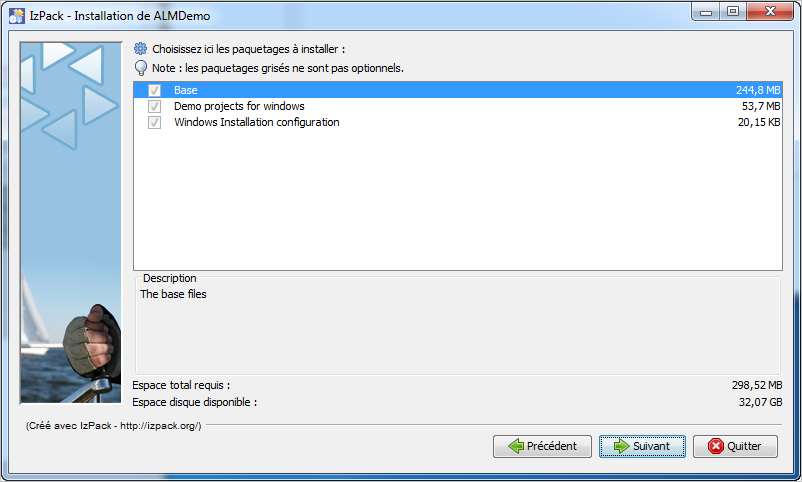 IzPack - Installation de ALMDemo
Choisissez ici les paquetages à installer :
Note : les paquetages grisés ne sont pas optionnels.
Base 244,8 MB
Demo projects for windows 53,7 MB
Windows Installation configuration 20,15 KB
Description
The base files
Espace total requis : 298,52 MB
Espace disque disponible : 32,07 GB
(Créé avec IzPack - http://izpack.org/)
Précédent Suivant Quitter